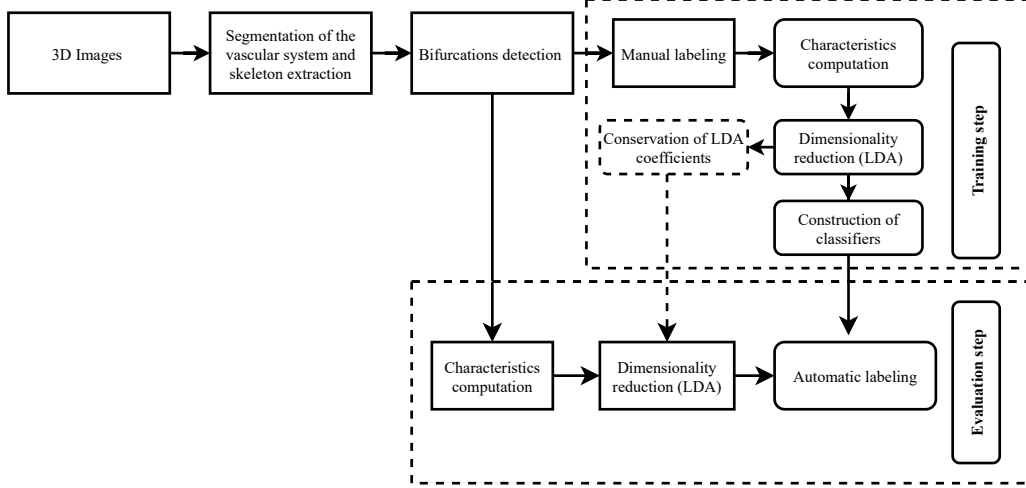 3D Images
Segmentation of the
vascular system and
skeleton extraction
Bifurcations detection
Manual labeling
Characteristics
computation
Conservation of LDA
coefficients
Dimensionality
reduction (LDA)
Construction of
classifiers
Training step
Characteristics
computation
Dimensionality
reduction (LDA)
Automatic labeling
Evaluation step